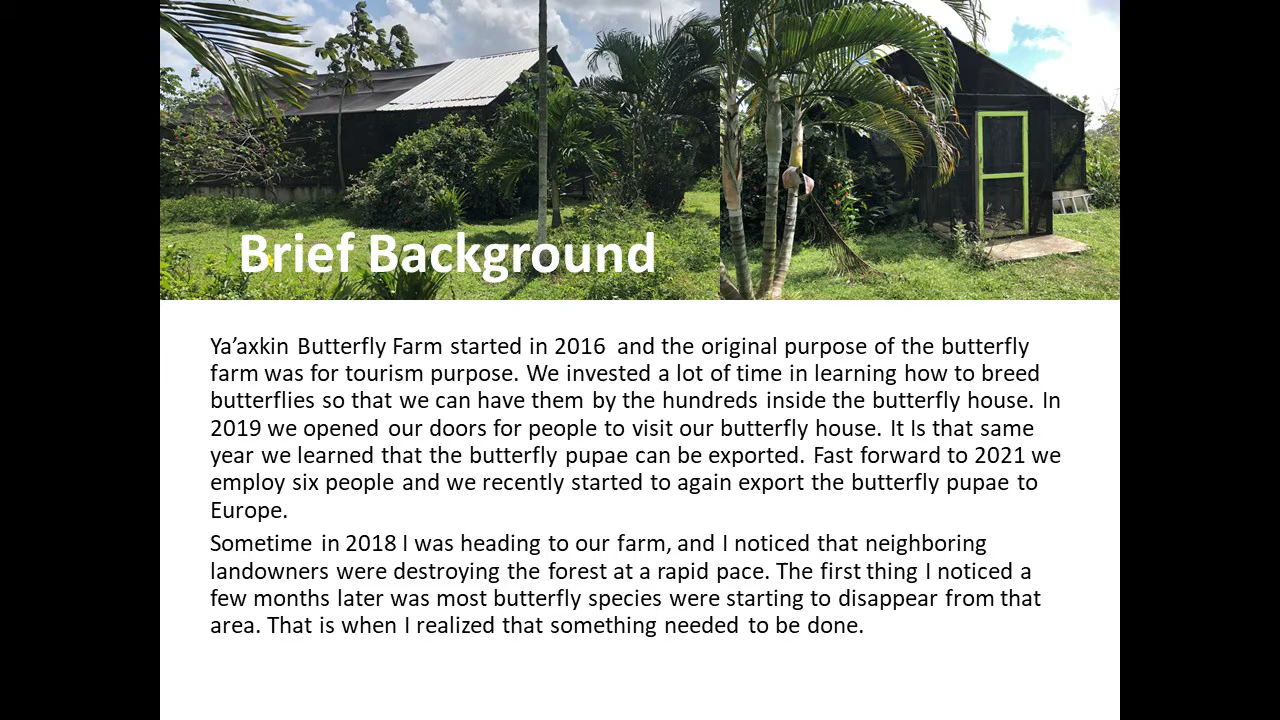 Brief Background
Ya’axkin Butterfly Farm started in 2016 and the original purpose of the butterfly
farm was for tourism purpose. We invested a lot of time in learning how to breed
butterflies so that we can have them by the hundreds inside the butterfly house. In
2019 we opened our doors for people to visit our butterfly house. It Is that same
year we learned that the butterfly pupae can be exported. Fast forward to 2021 we
employ six people and we recently started to again export the butterfly pupae to
Europe.
Sometime in 2018 I was heading to our farm, and I noticed that neighboring
landowners were destroying the forest at a rapid pace. The first thing I noticed a
few months later was most butterfly species were starting to disappear from that
area. That is when I realized that something needed to be done.